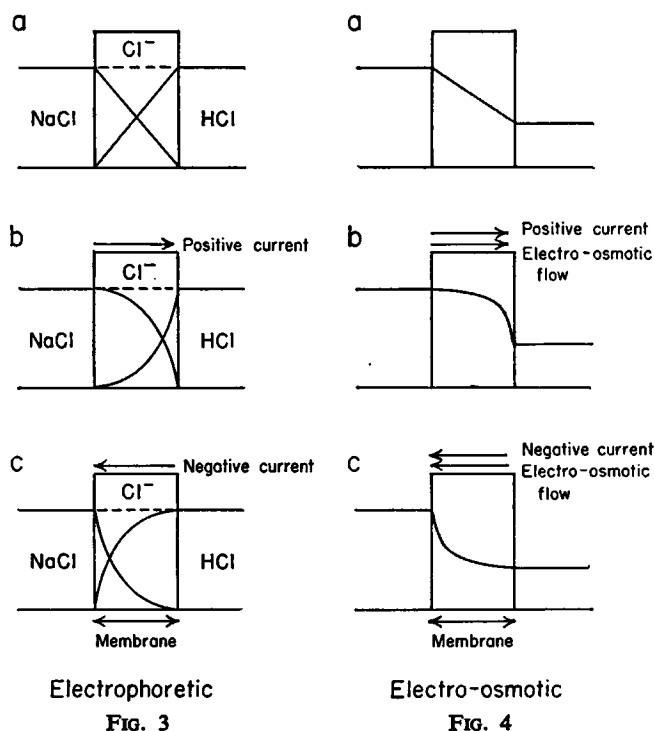 a
Cl⁻
NaCl
HCl
b
Positive current
Cl⁻
NaCl
HCl
c
Negative current
Cl⁻
NaCl
HCl
Membrane
Electrophoretic
FIG. 3
a
b
Positive current
Electro-osmotic
flow
c
Negative current
Electro-osmotic
flow
Membrane
Electro-osmotic
FIG. 4